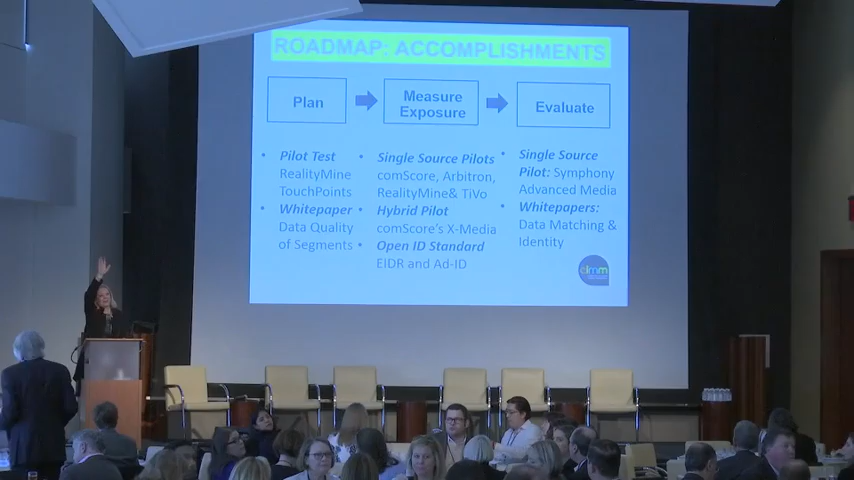 ROADMAP: ACCOMPLISHMENTS
Plan
Measure
Exposure
Evaluate
• Pilot Test
RealityMine
TouchPoints
• Whitepaper
Data Quality
of Segments
• Single Source Pilots
comScore, Arbitron,
RealityMine& TiVo
• Hybrid Pilot
comScore's X-Media
• Open ID Standard
EIDR and Ad-ID
• Single Source
Pilot: Symphony
Advanced Media
• Whitepapers:
Data Matching &
Identity
cimm